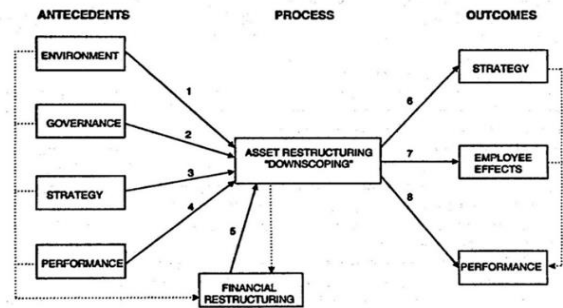 ANTECEDENTS PROCESS OUTCOMES
ENVIRONMENT
GOVERNANCE
STRATEGY
PERFORMANCE
1
2
3
4
5
ASSET RESTRUCTURING
"DOWNSCOPING"
FINANCIAL
RESTRUCTURING
6
7
8
STRATEGY
EMPLOYEE
EFFECTS
PERFORMANCE